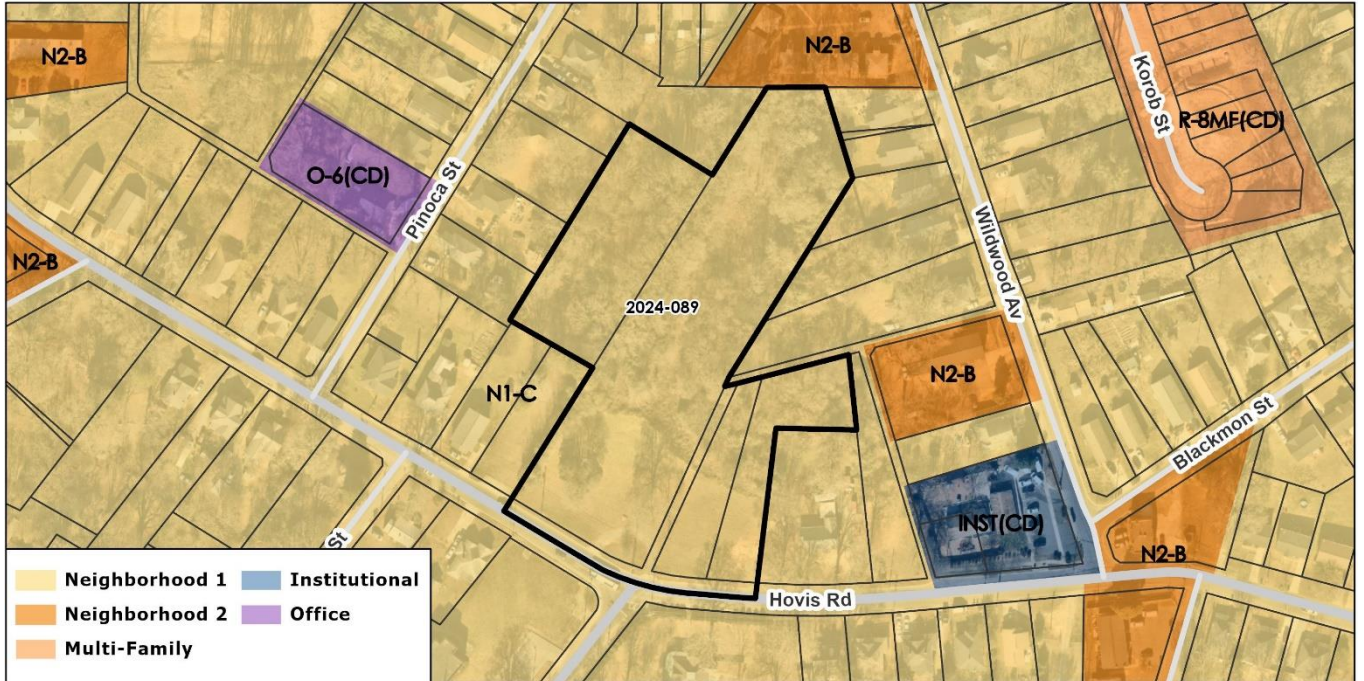 N2-B
N2-B
Korob St
R-8MF(CD)
O-6(CD)
Pinoca St
Wildwood Av
N2-B
2024-089
N1-C
N2-B
Blackmon St
INST(CD)
N2-B
St
Hovis Rd
Neighborhood 1
Institutional
Neighborhood 2
Office
Multi-Family